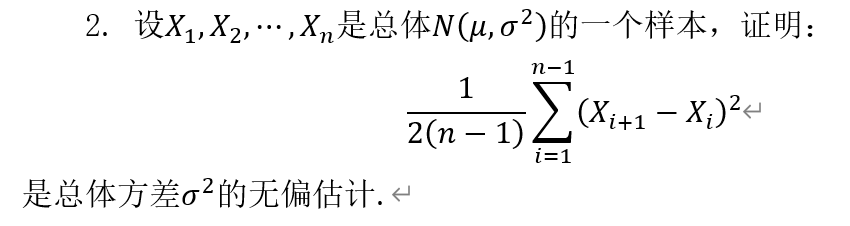 2. 设X₁, X₂, ⋯, Xₙ是总体N(μ, σ²)的一个样本，证明：
\frac{1}{2(n-1)} \sum_{i=1}^{n-1} (X_{i+1} - X_i)^2↵
是总体方差σ²的无偏估计.↵